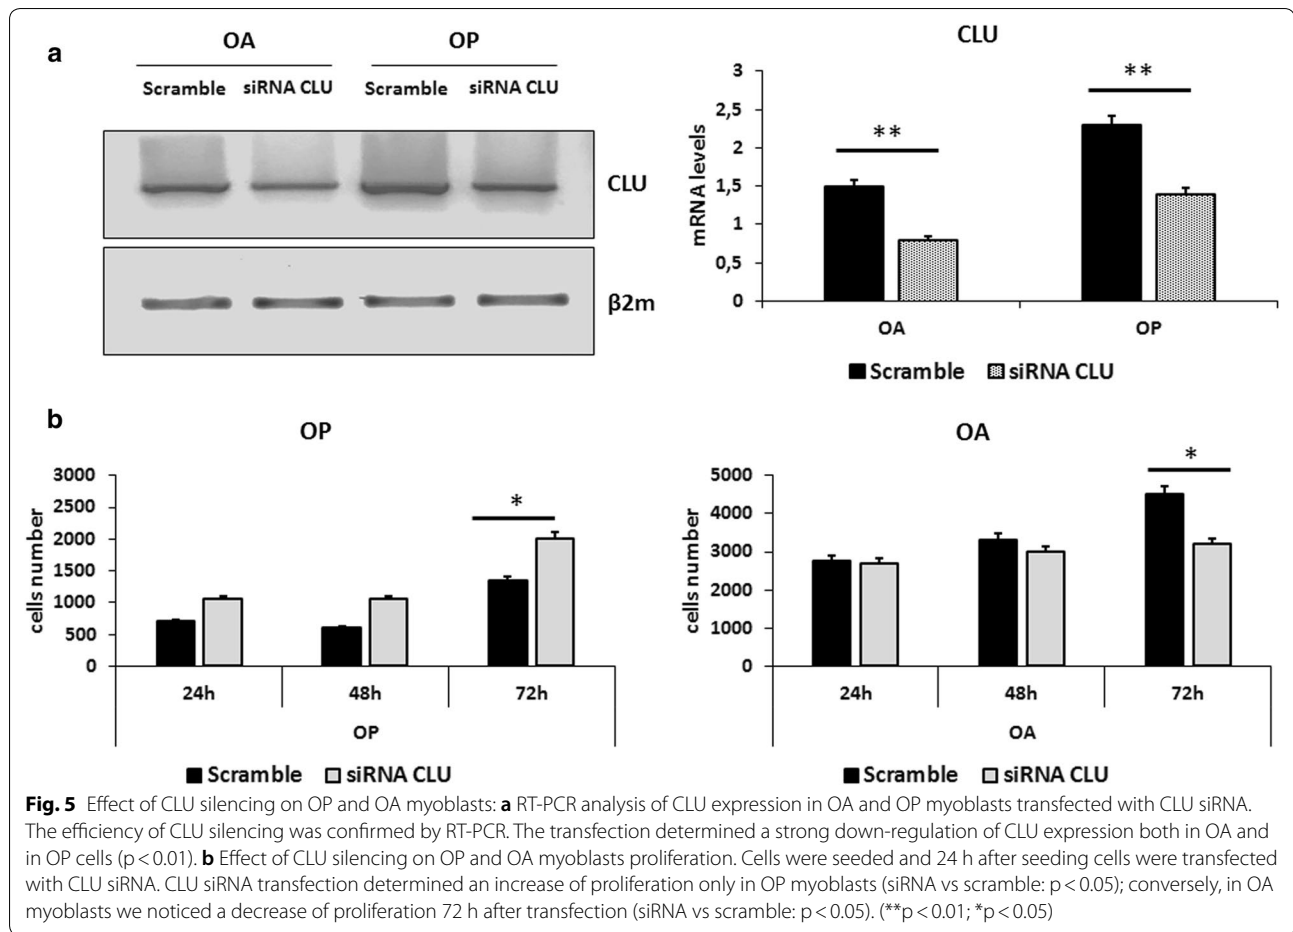 a
OA OP
Scramble siRNA CLU Scramble siRNA CLU
CLU
β2m
CLU
mRNA levels
3
2,5
2
1,5
1
0,5
0
**
**
OA OP
Scramble siRNA CLU
b
OP
cells number
3000
2500
2000
1500
1000
500
0
*
24h 48h 72h
OP
Scramble siRNA CLU
OA
cells number
5000
4000
3000
2000
1000
0
*
24h 48h 72h
OA
Scramble siRNA CLU
Fig. 5 Effect of CLU silencing on OP and OA myoblasts: a RT-PCR analysis of CLU expression in OA and OP myoblasts transfected with CLU siRNA.
The efficiency of CLU silencing was confirmed by RT-PCR. The transfection determined a strong down-regulation of CLU expression both in OA and
in OP cells (p < 0.01). b Effect of CLU silencing on OP and OA myoblasts proliferation. Cells were seeded and 24 h after seeding cells were transfected
with CLU siRNA. CLU siRNA transfection determined an increase of proliferation only in OP myoblasts (siRNA vs scramble: p < 0.05); conversely, in OA
myoblasts we noticed a decrease of proliferation 72 h after transfection (siRNA vs scramble: p < 0.05). (**p < 0.01; *p < 0.05)